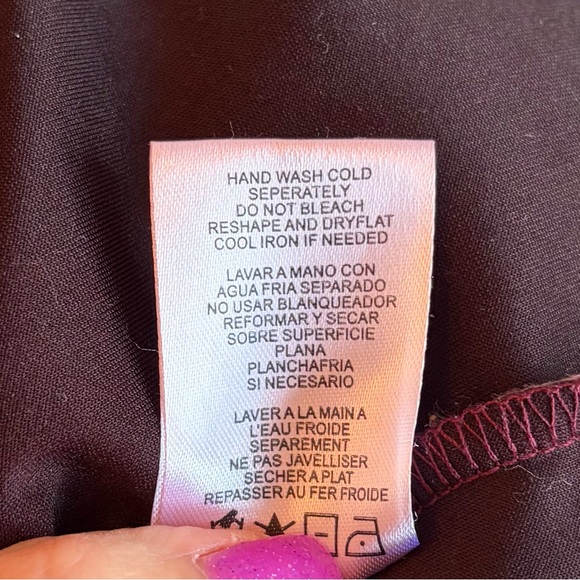 HAND WASH COLD
SEPERATELY
DO NOT BLEACH
RESHAPE AND DRYFLAT
COOL IRON IF NEEDED
LAVAR A MANO CON
AGUA FRIA SEPARADO
NO USAR BLANQUEADOR
REFORMAR Y SECAR
SOBRE SUPERFICIE
PLANA
PLANCHAFRIA
SI NECESARIO
LAVER A LA MAIN A
L'EAU FROIDE
SEPAREMENT
NE PAS JAVELLISER
SECHER A PLAT
REPASSER AU FER FROIDE